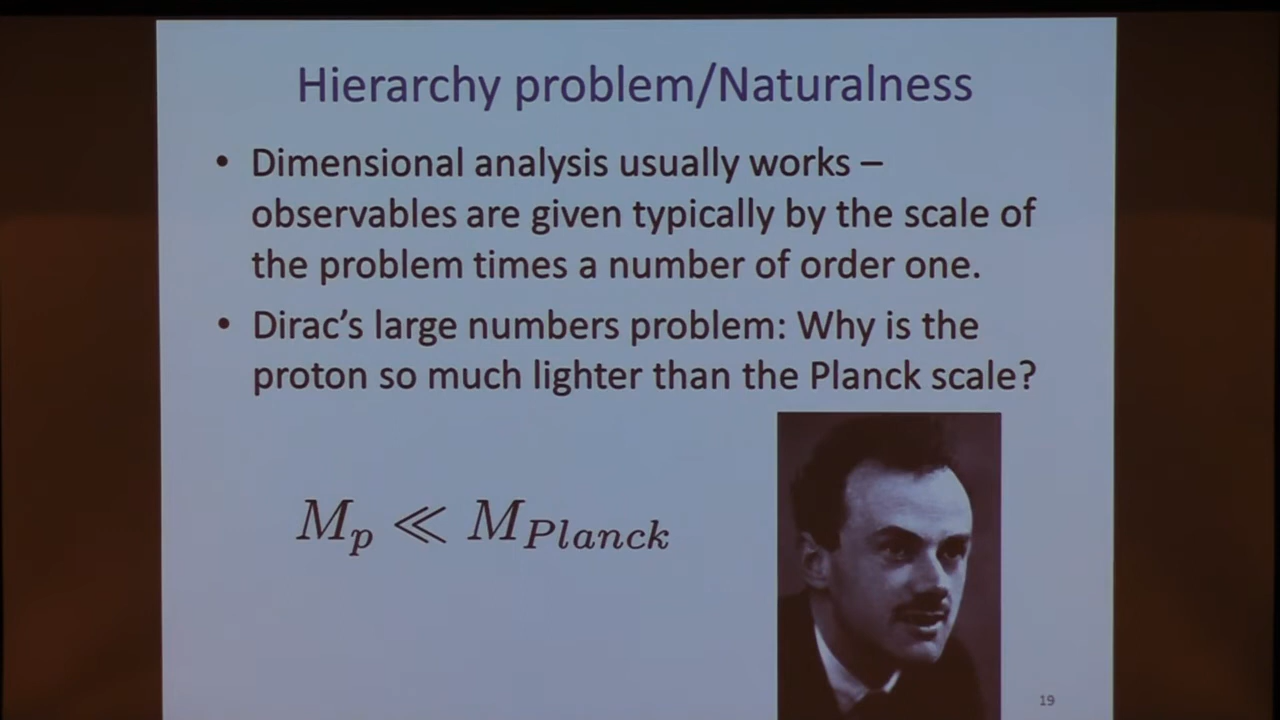 Hierarchy problem/Naturalness
• Dimensional analysis usually works –
observables are given typically by the scale of
the problem times a number of order one.
• Dirac's large numbers problem: Why is the
proton so much lighter than the Planck scale?
M_p ≪ M_{Planck}
19